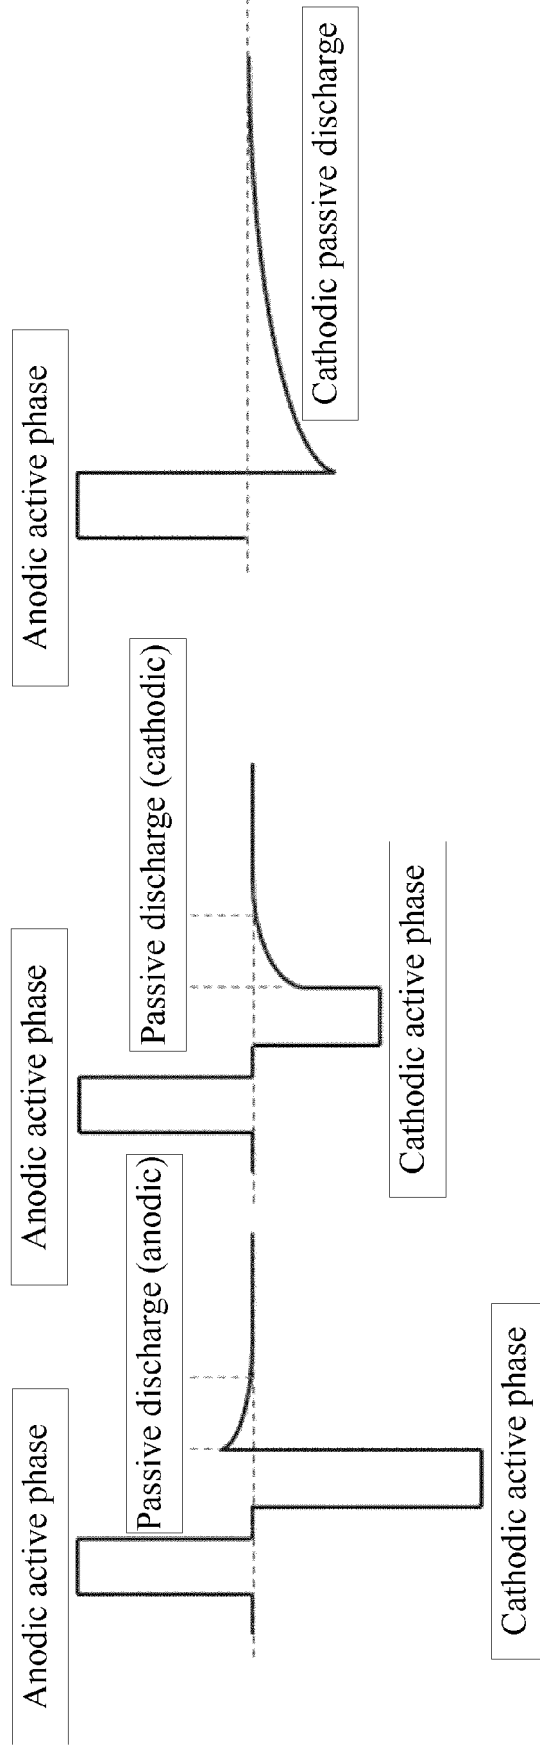 Anodic active phase
Passive discharge (anodic)
Cathodic active phase
Anodic active phase
Passive discharge (cathodic)
Cathodic active phase
Anodic active phase
Cathodic passive discharge